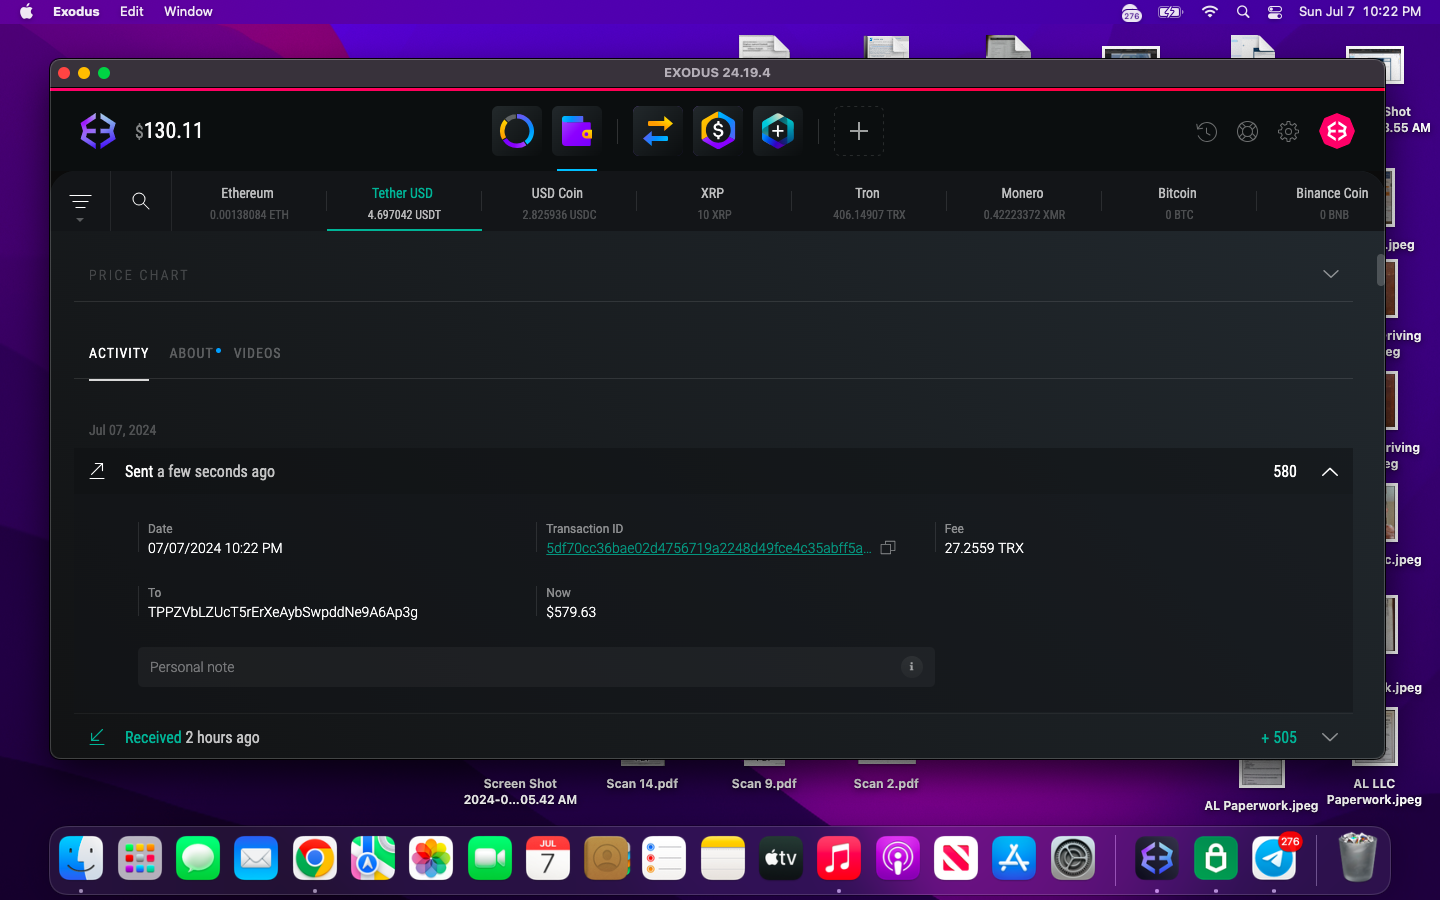 Exodus Edit Window
276
Sun Jul 7 10:22 PM
EXODUS 24.19.4
Shot
3.55 AM
$130.11
$
Ethereum
0.00138084 ETH
Tether USD
4.697042 USDT
USD Coin
2.825936 USDC
XRP
10 XRP
Tron
406.14907 TRX
Monero
0.42223372 XMR
Bitcoin
0 BTC
Binance Coin
0 BNB
.jpeg
PRICE CHART
ACTIVITY ABOUT VIDEOS
riving
eg
Jul 07, 2024
Sent a few seconds ago
580
riving
eg
Date
07/07/2024 10:22 PM
Transaction ID
5df70cc36bae02d4756719a2248d49fce4c35abff5a...
Fee
27.2559 TRX
c.jpeg
To
TPPZVbLZUcT5rErXeAybSwpddNe9A6Ap3g
Now
$579.63
Personal note
i
k.jpeg
Received 2 hours ago
+ 505
Screen Shot
2024-0...05.42 AM
Scan 14.pdf
Scan 9.pdf
Scan 2.pdf
AL Paperwork.jpeg
AL LLC
Paperwork.jpeg
JUL
7
tv
276